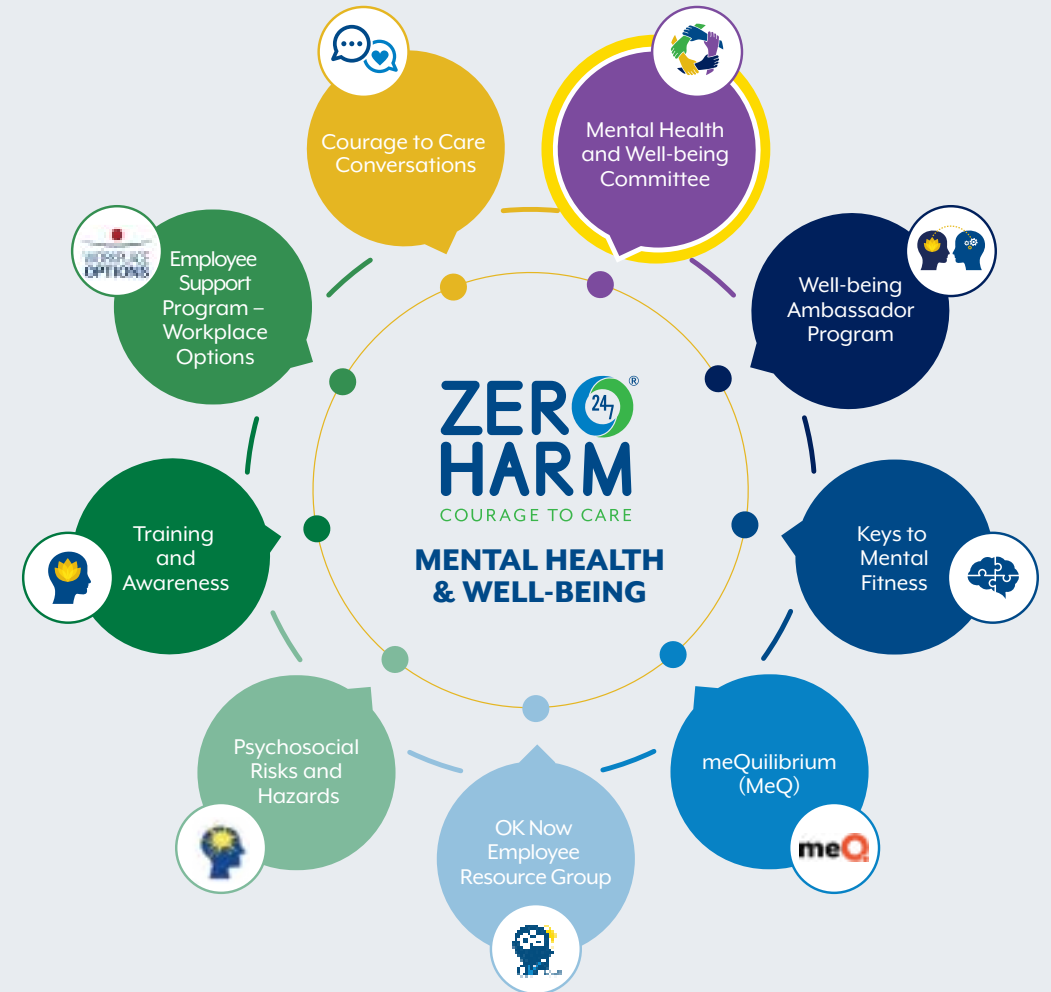 Courage to Care
Conversations
Mental Health
and Well-being
Committee
Well-being
Ambassador
Program
Keys to
Mental
Fitness
meQuilibrium
(MeQ)
meQ
OK Now
Employee
Resource Group
Psychosocial
Risks and
Hazards
Training
and
Awareness
WORKPLACE
OPTIONS
Employee
Support
Program –
Workplace
Options
ZERO
24/7
®
HARM
COURAGE TO CARE
MENTAL HEALTH
& WELL-BEING